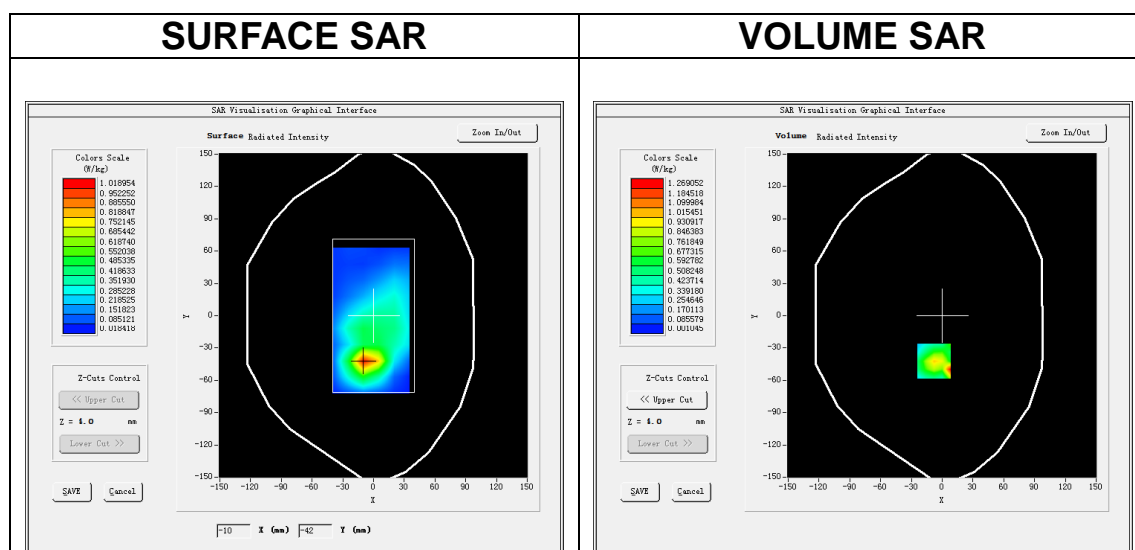 SURFACE SAR
VOLUME SAR
SAR Visualisation Graphical Interface
Surface Radiated Intensity
Zoom In/Out
Colors Scale
(W/kg)
1.018954
0.952252
0.885550
0.818847
0.752145
0.685442
0.618740
0.552038
0.485335
0.418633
0.351930
0.285228
0.218525
0.151823
0.085121
0.018418
Z-Cuts Control
<< Upper Cut
Z = 4.0 mm
Lower Cut >>
SAVE Cancel
150
120
90
60
30
0
-30
-60
-90
-120
-150
Y
-150 -120 -90 -60 -30 0 30 60 90 120 150
X
-10 X (mm) -42 Y (mm)
SAR Visualisation Graphical Interface
Volume Radiated Intensity
Zoom In/Out
Colors Scale
(W/kg)
1.269052
1.184518
1.099984
1.015451
0.930917
0.846383
0.761849
0.677315
0.592782
0.508248
0.423714
0.339180
0.254646
0.170113
0.085579
0.001045
Z-Cuts Control
<< Upper Cut
Z = 4.0 mm
Lower Cut >>
SAVE Cancel
150
120
90
60
30
0
-30
-60
-90
-120
-150
Y
-150 -120 -90 -60 -30 0 30 60 90 120 150
X